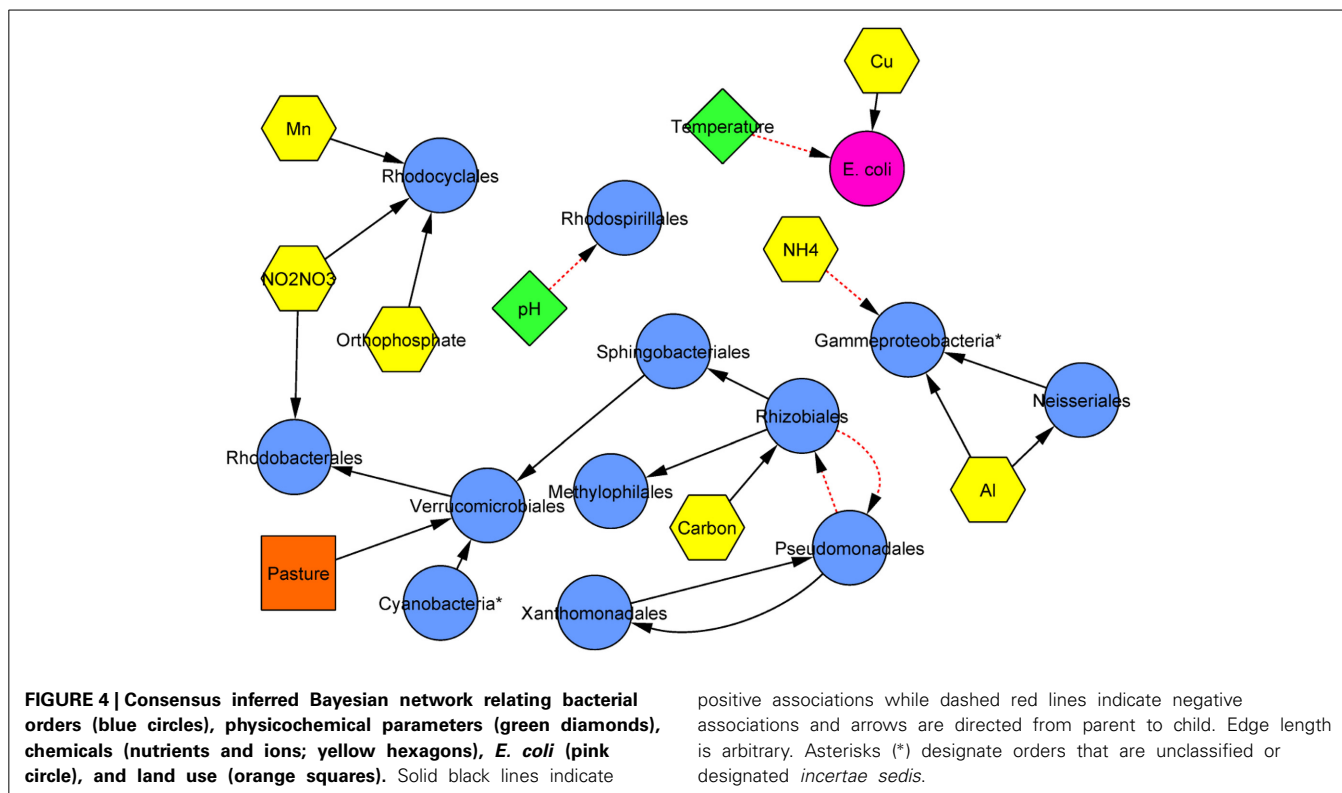 Cu
Mn
Temperature
E. coli
Rhodocyclales
Rhodospirillales
NH4
NO2NO3
pH
Orthophosphate
Gammeproteobacteria*
Sphingobacteriales
Neisseriales
Rhizobiales
Rhodobacterales
Methylophilales
Al
Verrucomicrobiales
Carbon
Pseudomonadales
Pasture
Cyanobacteria*
Xanthomonadales
FIGURE 4 | Consensus inferred Bayesian network relating bacterial
orders (blue circles), physicochemical parameters (green diamonds),
chemicals (nutrients and ions; yellow hexagons), E. coli (pink
circle), and land use (orange squares). Solid black lines indicate
positive associations while dashed red lines indicate negative
associations and arrows are directed from parent to child. Edge length
is arbitrary. Asterisks (*) designate orders that are unclassified or
designated incertae sedis.